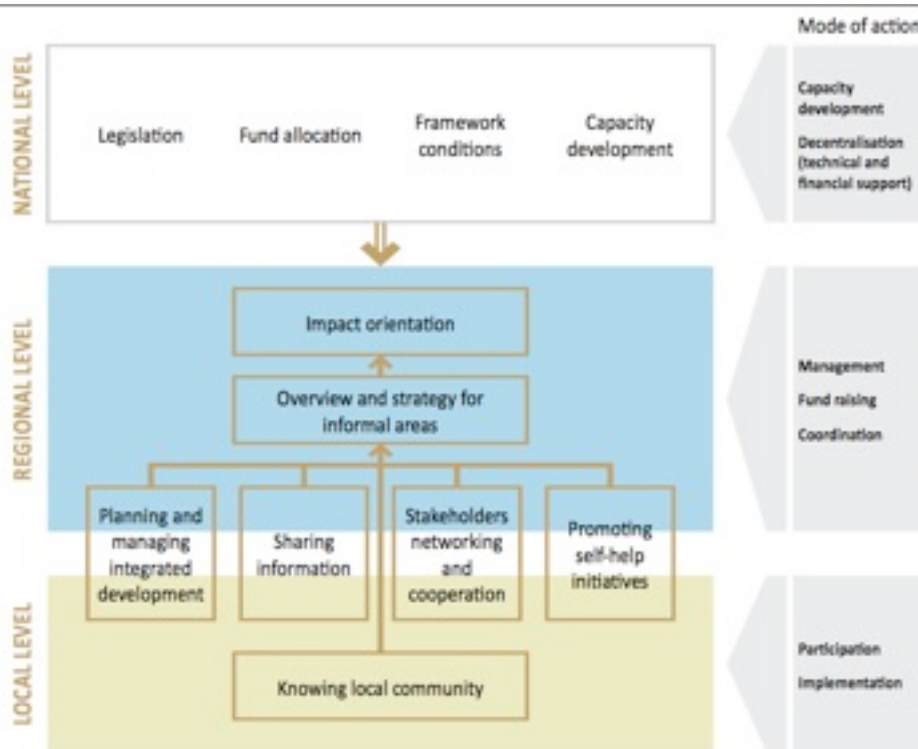 Mode of action
NATIONAL LEVEL
Legislation
Fund allocation
Framework
conditions
Capacity
development
Capacity
development
Decentralisation
(technical and
financial support)
REGIONAL LEVEL
Impact orientation
Overview and strategy for
informal areas
Management
Fund raising
Coordination
Planning and
managing
integrated
development
Sharing
information
Stakeholders
networking
and
cooperation
Promoting
self-help
initiatives
LOCAL LEVEL
Knowing local community
Participation
Implementation